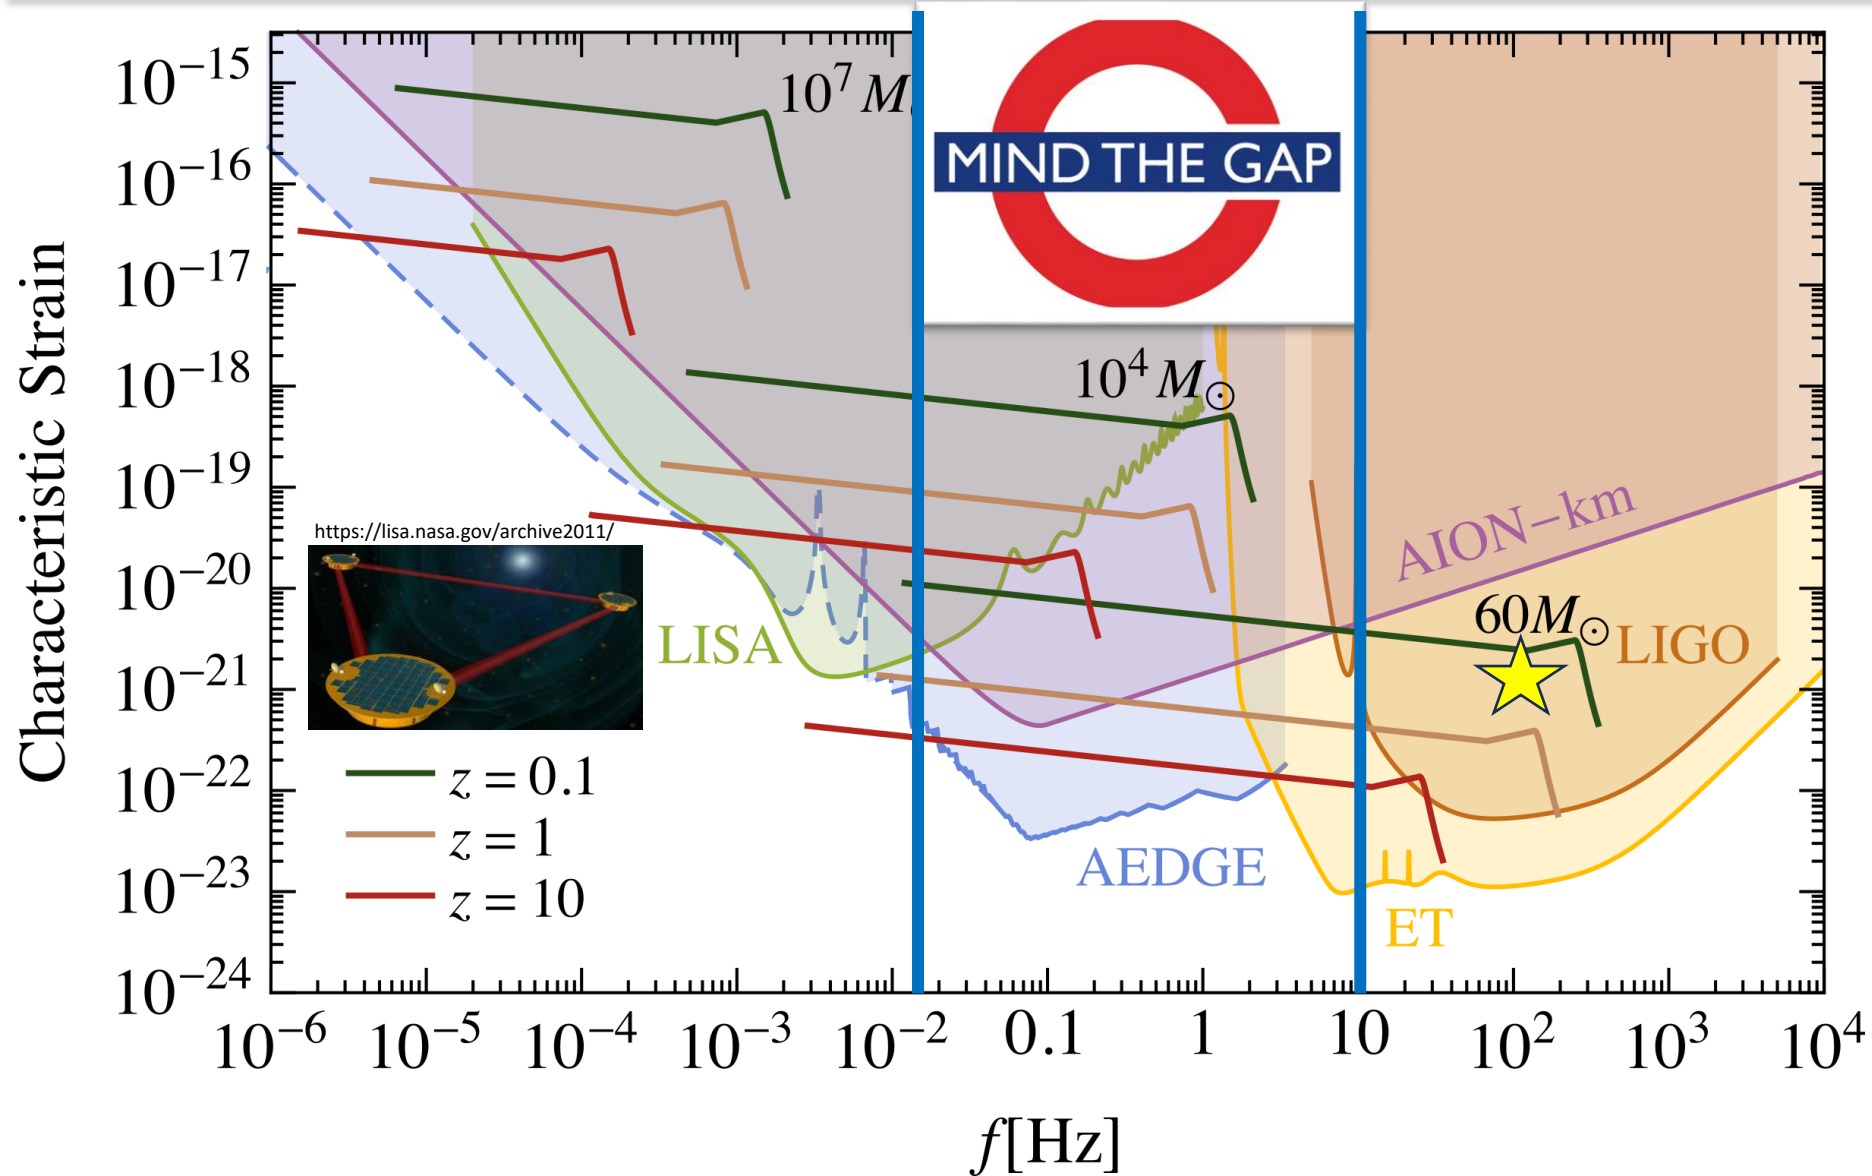 Characteristic Strain
10⁻¹⁵
10⁻¹⁶
10⁻¹⁷
10⁻¹⁸
10⁻¹⁹
10⁻²⁰
10⁻²¹
10⁻²²
10⁻²³
10⁻²⁴
10⁷ M
MIND THE GAP
10⁴ M☉
AION−km
https://lisa.nasa.gov/archive2011/
60M☉
LISA
LIGO
z = 0.1
z = 1
z = 10
AEDGE
ET
10⁻⁶ 10⁻⁵ 10⁻⁴ 10⁻³ 10⁻² 0.1 1 10 10² 10³ 10⁴
f[Hz]